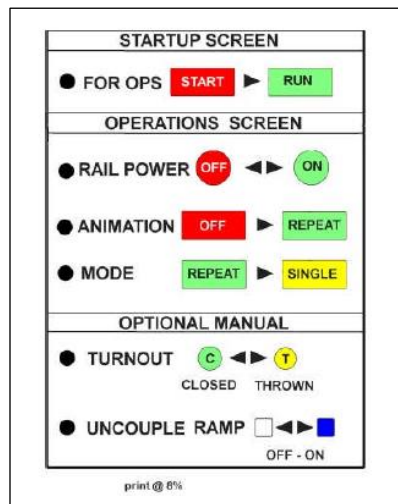 STARTUP SCREEN
FOR OPS START RUN
OPERATIONS SCREEN
RAIL POWER OFF ON
ANIMATION OFF REPEAT
MODE REPEAT SINGLE
OPTIONAL MANUAL
TURNOUT C T
CLOSED THROWN
UNCOUPLE RAMP
OFF - ON
print @ 8%